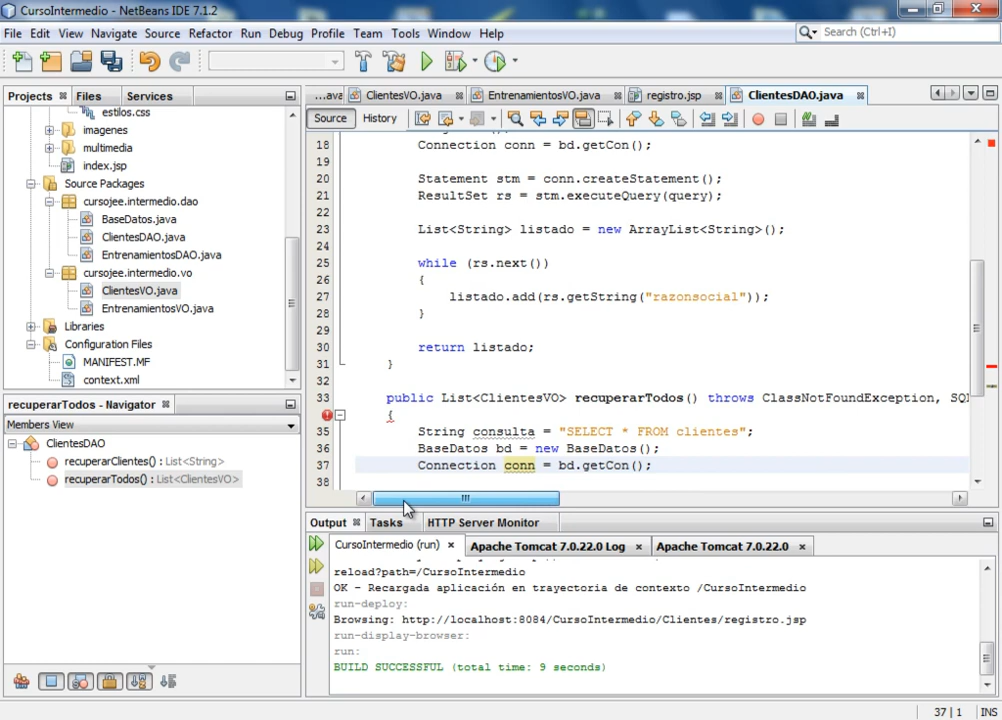 CursoIntermedio - NetBeans IDE 7.1.2
File Edit View Navigate Source Refactor Run Debug Profile Team Tools Window Help
Search (Ctrl+I)
Projects Files Services
...ava ClientesVO.java EntrenamientosVO.java registro.jsp ClientesDAO.java
Source History
estilos.css
imagenes
multimedia
index.jsp
Source Packages
cursojee.intermedio.dao
BaseDatos.java
ClientesDAO.java
EntrenamientosDAO.java
cursojee.intermedio.vo
ClientesVO.java
EntrenamientosVO.java
Libraries
Configuration Files
MANIFEST.MF
context.xml
18 Connection conn = bd.getCon();
19
20 Statement stm = conn.createStatement();
21 ResultSet rs = stm.executeQuery(query);
22
23 List<String> listado = new ArrayList<String>();
24
25 while (rs.next())
26 {
27 listado.add(rs.getString("razonsocial"));
28 }
29
30 return listado;
31 }
32
33 public List<ClientesVO> recuperarTodos() throws ClassNotFoundException, SQ
{
35 String consulta = "SELECT * FROM clientes";
36 BaseDatos bd = new BaseDatos();
37 Connection conn = bd.getCon();
38
recuperarTodos - Navigator
Members View
ClientesDAO
recuperarClientes() : List<String>
recuperarTodos() : List<ClientesVO>
Output Tasks HTTP Server Monitor
CursoIntermedio (run) Apache Tomcat 7.0.22.0 Log Apache Tomcat 7.0.22.0
reload?path=/CursoIntermedio
OK - Recargada aplicación en trayectoria de contexto /CursoIntermedio
run-deploy:
Browsing: http://localhost:8084/CursoIntermedio/Clientes/registro.jsp
run-display-browser:
run:
BUILD SUCCESSFUL (total time: 9 seconds)
37 | 1 INS